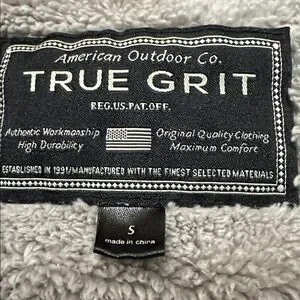 American Outdoor Co.
TRUE GRIT
REG.US.PAT.OFF.
Authentic Workmanship
High Durability
Original Quality Clothing
Maximum Comfort
ESTABLISHED IN 1991/MANUFACTURED WITH THE FINEST SELECTED MATERIALS
S
made in china